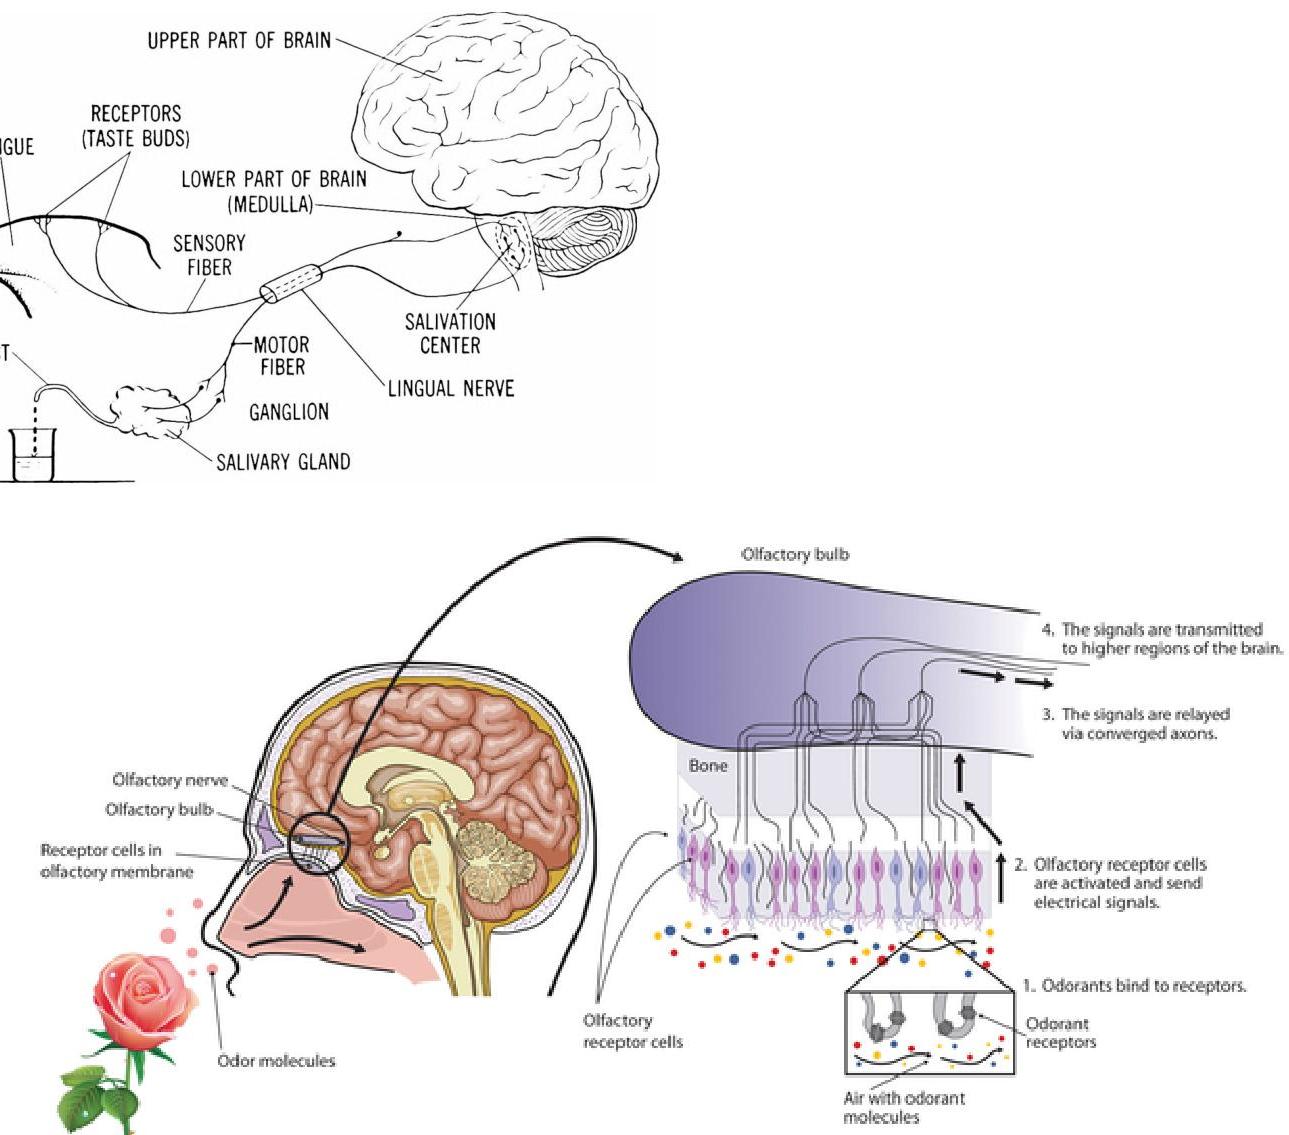 UPPER PART OF BRAIN
RECEPTORS
(TASTE BUDS)
LOWER PART OF BRAIN
(MEDULLA)
SENSORY
FIBER
SALIVATION
CENTER
MOTOR
FIBER
LINGUAL NERVE
GANGLION
SALIVARY GLAND
Olfactory bulb
4. The signals are transmitted
to higher regions of the brain.
3. The signals are relayed
via converged axons.
Bone
Olfactory nerve
Olfactory bulb
Receptor cells in
olfactory membrane
2. Olfactory receptor cells
are activated and send
electrical signals.
1. Odorants bind to receptors.
Olfactory
receptor cells
Odorant
receptors
Odor molecules
Air with odorant
molecules